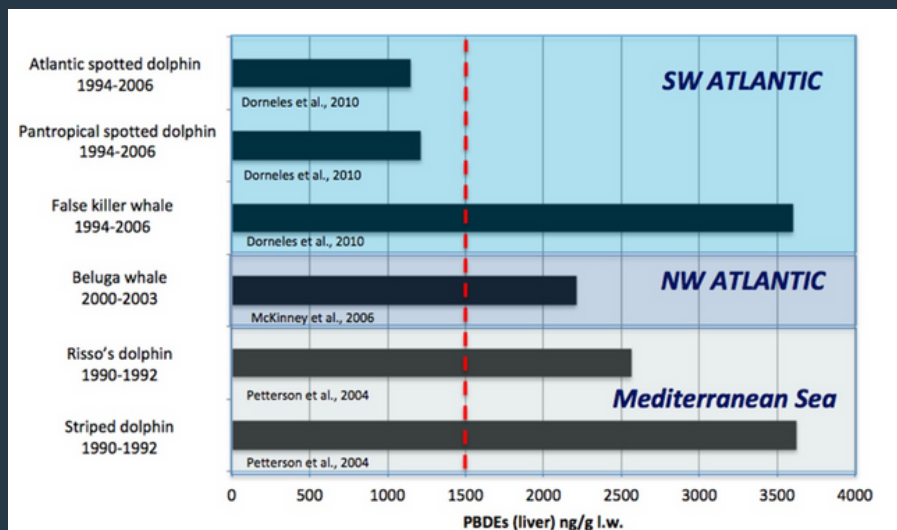 Atlantic spotted dolphin
1994-2006
Dorneles et al., 2010
SW ATLANTIC
Pantropical spotted dolphin
1994-2006
Dorneles et al., 2010
False killer whale
1994-2006
Dorneles et al., 2010
Beluga whale
2000-2003
McKinney et al., 2006
NW ATLANTIC
Risso's dolphin
1990-1992
Petterson et al., 2004
Mediterranean Sea
Striped dolphin
1990-1992
Petterson et al., 2004
0 500 1000 1500 2000 2500 3000 3500 4000
PBDEs (liver) ng/g l.w.